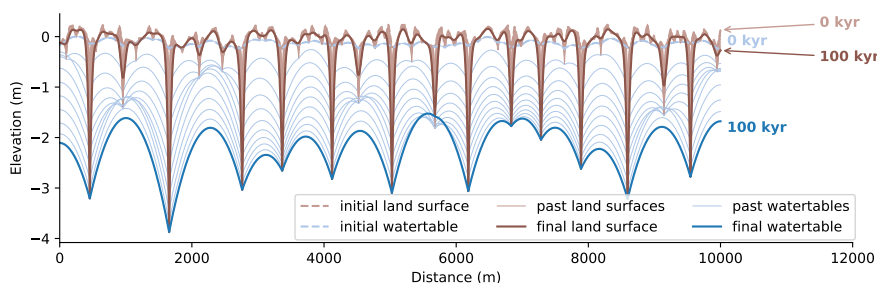 0 kyr
0 kyr
100 kyr
100 kyr
Elevation (m)
0
−1
−2
−3
−4
initial land surface
past land surfaces
past watertables
initial watertable
final land surface
final watertable
0
2000
4000
6000
8000
10000
12000
Distance (m)